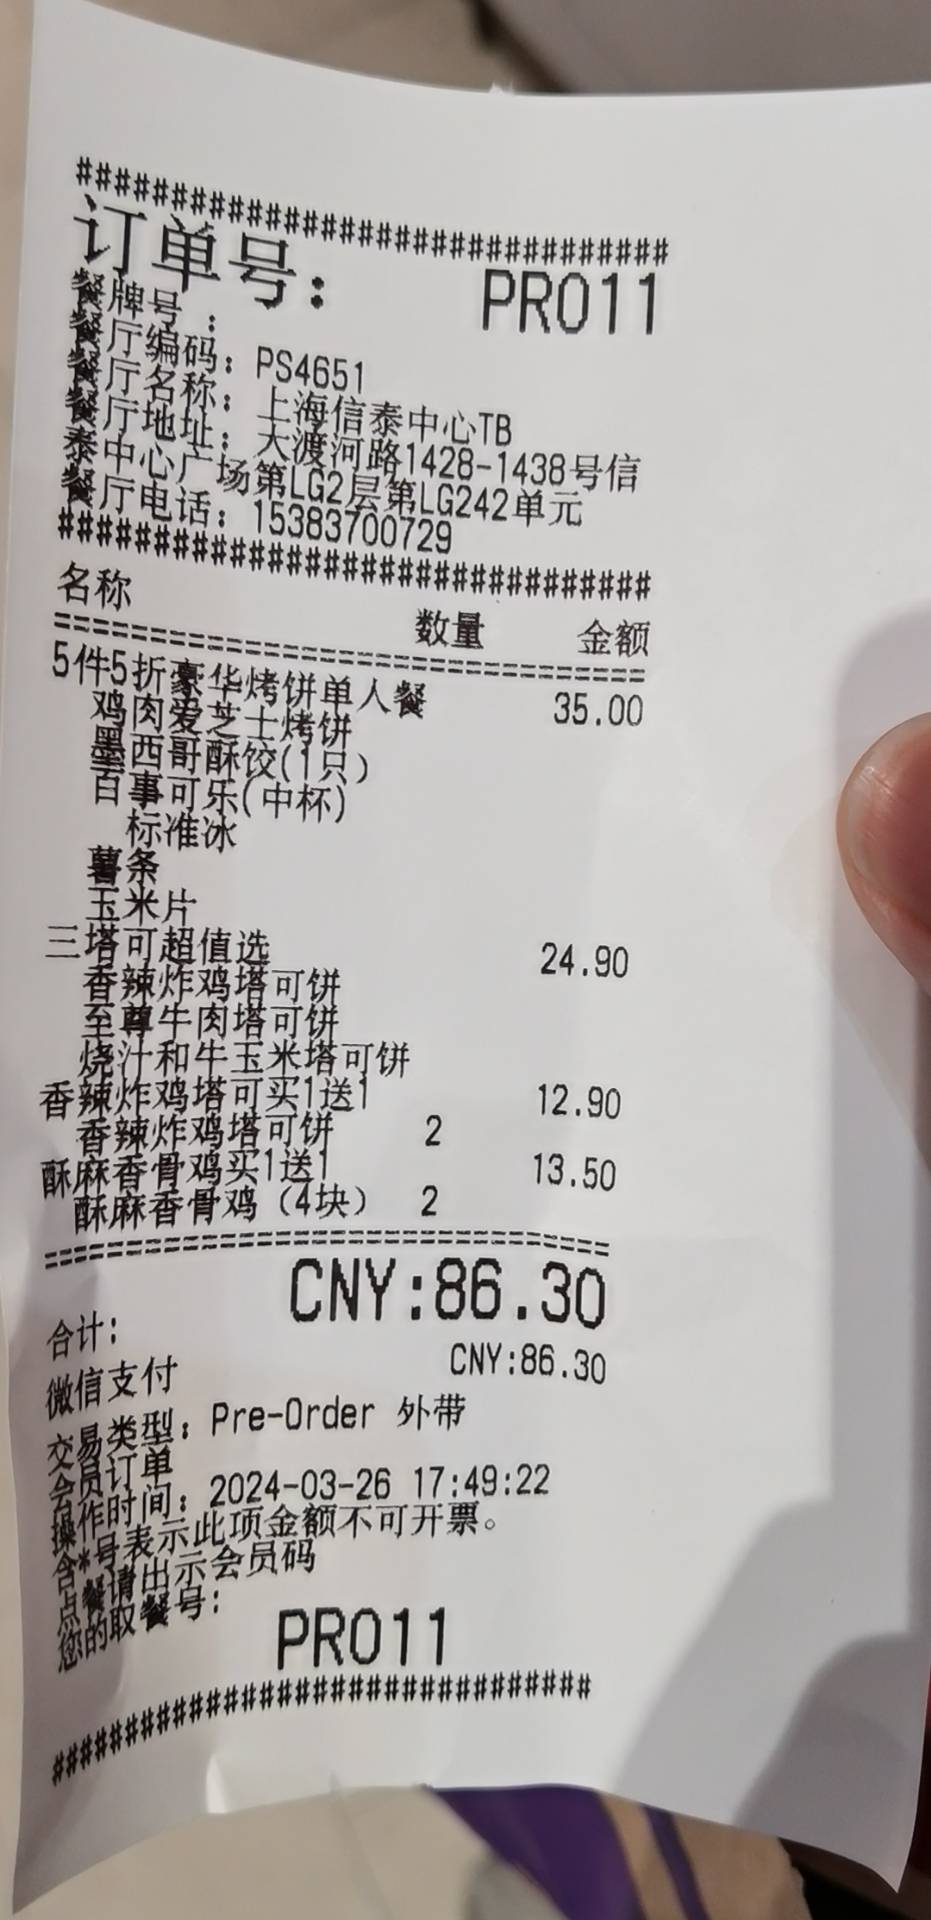 ################################
订单号： PR011
餐牌号：
餐厅编码：PS4651
餐厅名称：上海信泰中心TB
餐厅地址：大渡河路1428-1438号信
泰中心广场第LG2层第LG242单元
餐厅电话：15383700729
################################
名称 数量 金额
================================
5件5折豪华烤饼单人餐 35.00
鸡肉爱芝士烤饼
墨西哥酥饺(1只)
百事可乐(中杯)
标准冰
薯条
玉米片
三塔可超值选 24.90
香辣炸鸡塔可饼
至尊牛肉塔可饼
烧汁和牛玉米塔可饼
香辣炸鸡塔可买1送1 12.90
香辣炸鸡塔可饼 2
酥麻香骨鸡买1送1 13.50
酥麻香骨鸡（4块） 2
================================
CNY:86.30
合计：
微信支付 CNY:86.30
交易类型：Pre-Order 外带
会员订单
操作时间：2024-03-26 17:49:22
含*号表示此项金额不可开票。
点餐请出示会员码
您的取餐号：
PR011
################################